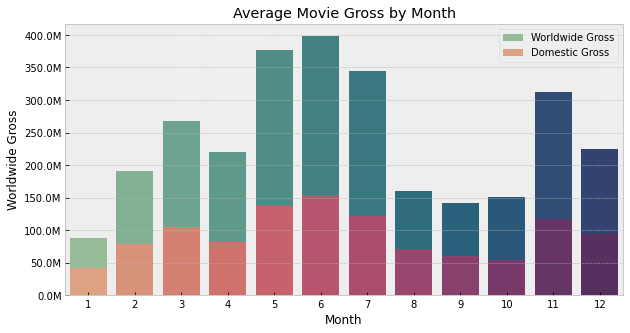 Average Movie Gross by Month
Worldwide Gross
Domestic Gross
Worldwide Gross
400.0M
350.0M
300.0M
250.0M
200.0M
150.0M
100.0M
50.0M
0.0M
1 2 3 4 5 6 7 8 9 10 11 12
Month